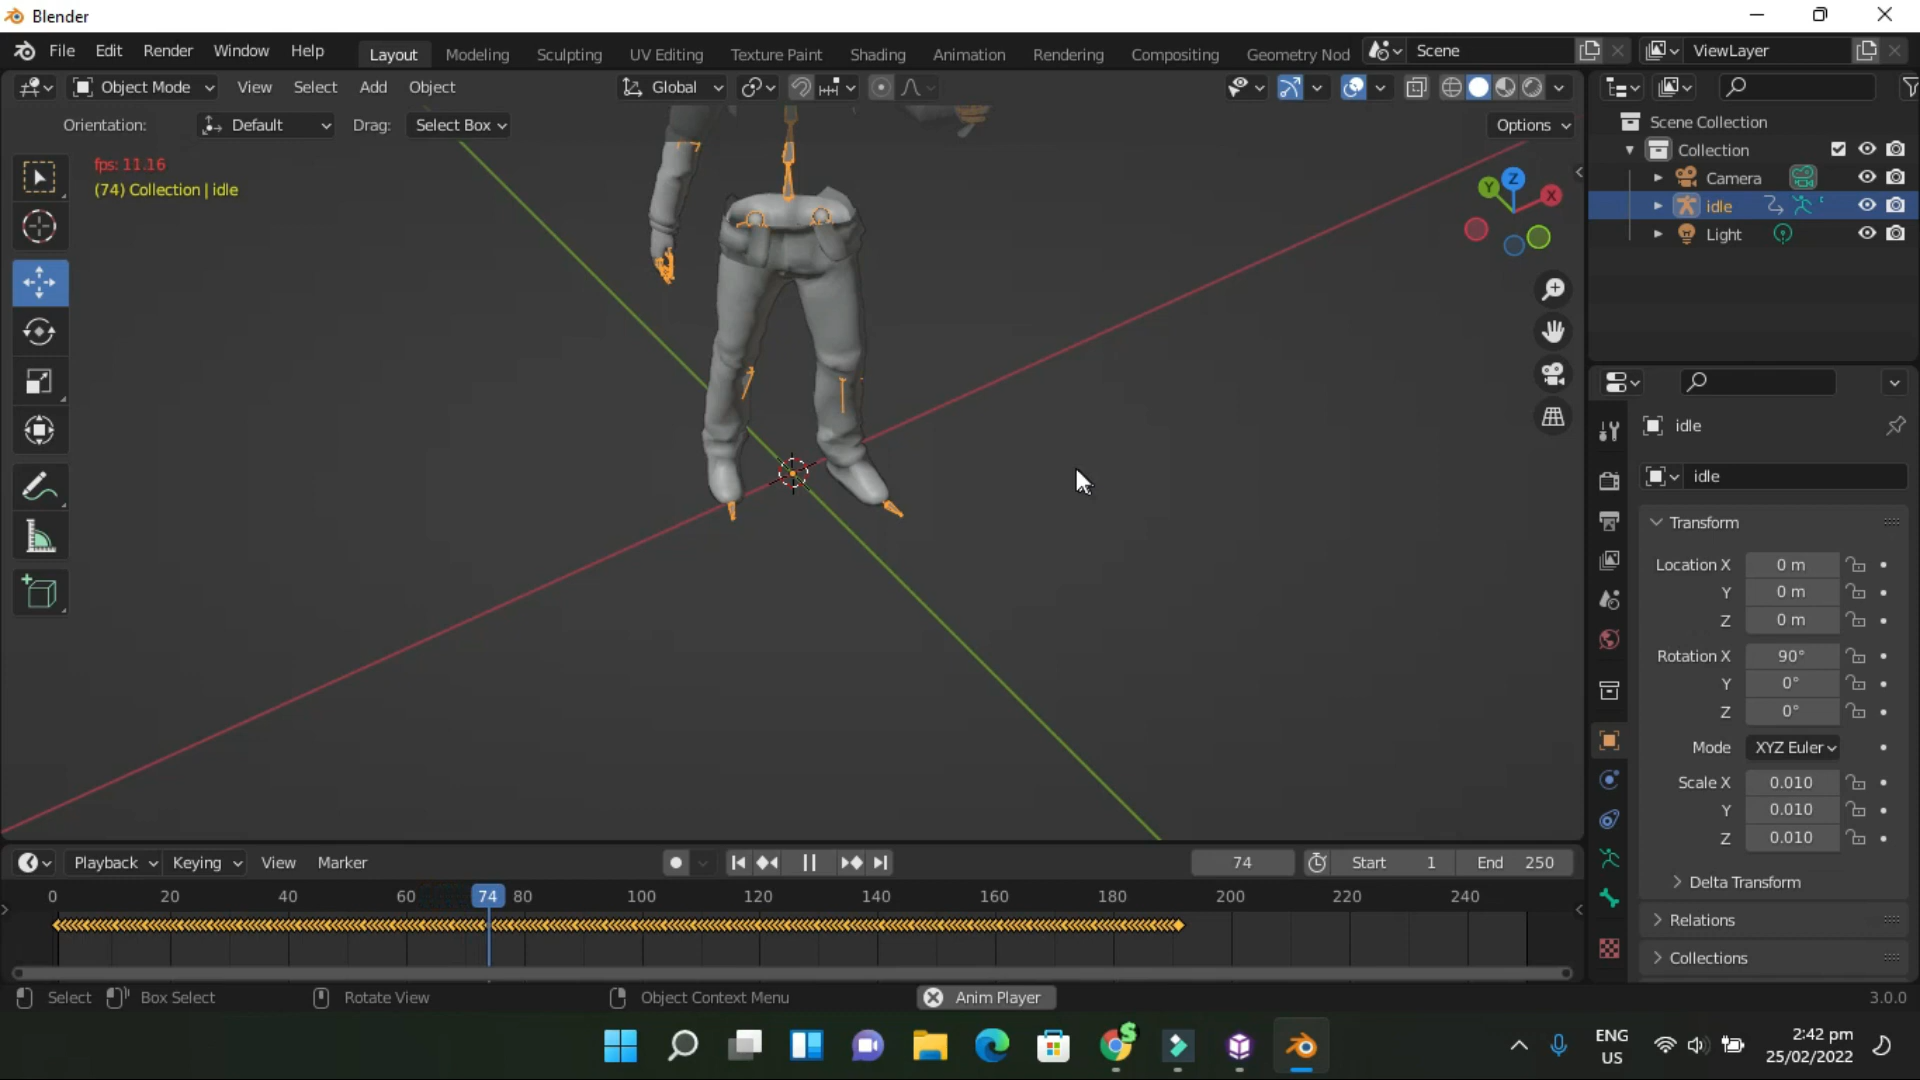 Blender
File Edit Render Window Help Layout Modeling Sculpting UV Editing Texture Paint Shading Animation Rendering Compositing Geometry Nod Scene ViewLayer
Object Mode View Select Add Object Global
Orientation: Default Drag: Select Box Options
fps: 11.16
(74) Collection | idle
Z
Y
X
Scene Collection
Collection
Camera
idle
Light
idle
idle
Transform
Location X 0 m
Y 0 m
Z 0 m
Rotation X 90°
Y 0°
Z 0°
Mode XYZ Euler
Scale X 0.010
Y 0.010
Z 0.010
Delta Transform
Relations
Collections
Playback Keying View Marker 74 Start 1 End 250
0 20 40 60 74 80 100 120 140 160 180 200 220 240
Select Box Select Rotate View Object Context Menu Anim Player 3.0.0
ENG
US
2:42 pm
25/02/2022